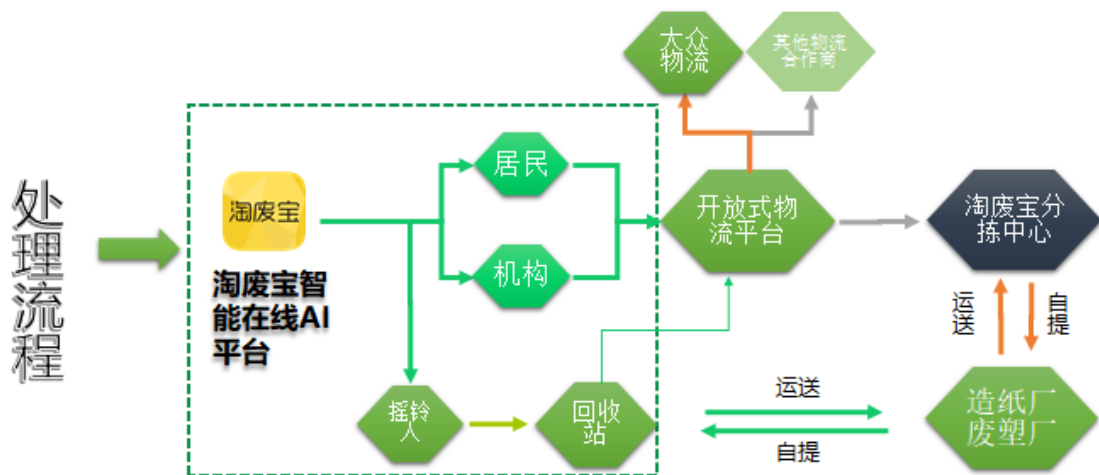 处理流程
淘废宝
淘废宝智
能在线AI
平台
居民
机构
摇铃
人
回收
站
大众
物流
其他物流
合作商
开放式物
流平台
淘废宝分
拣中心
运送
自提
运送
自提
造纸厂
废塑厂